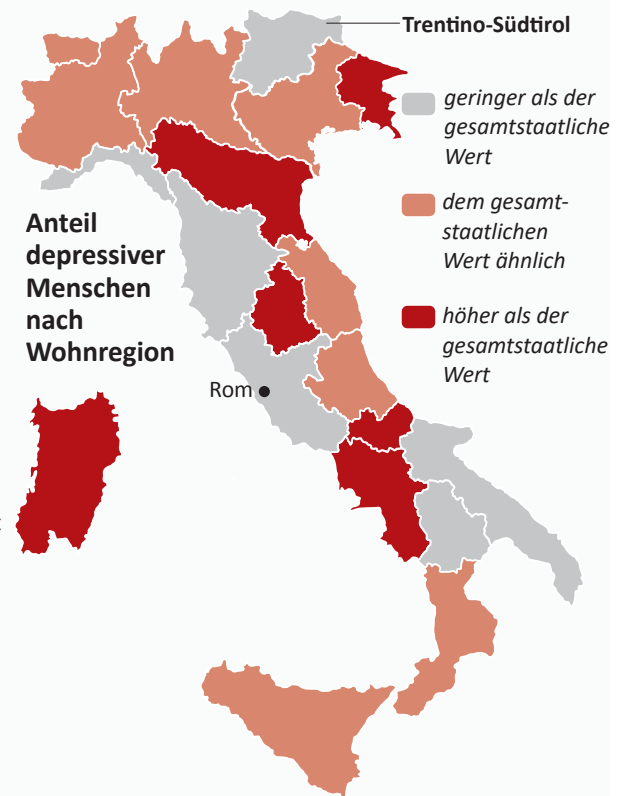 Trentino-Südtirol
geringer als der
gesamtstaatliche
Wert
dem gesamt-
staatlichen
Wert ähnlich
höher als der
gesamtstaatliche
Wert
Anteil
depressiver
Menschen
nach
Wohnregion
Rom